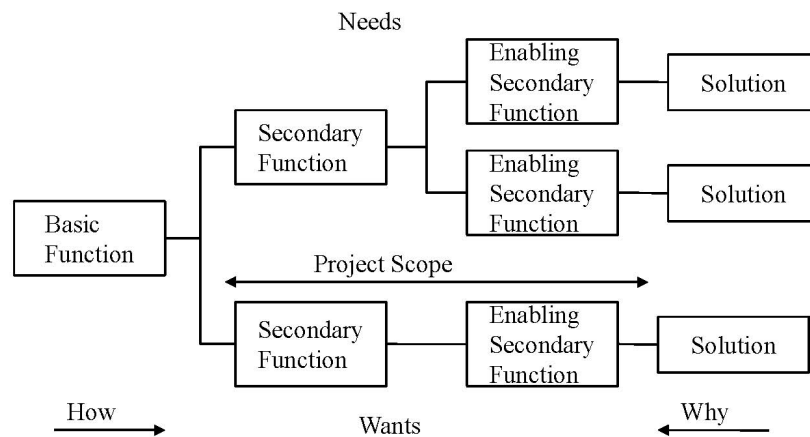 Needs
Enabling
Secondary
Function
Solution
Secondary
Function
Enabling
Secondary
Function
Solution
Basic
Function
Project Scope
Secondary
Function
Enabling
Secondary
Function
Solution
How
Wants
Why